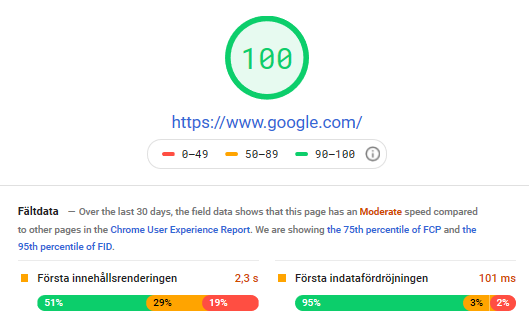 100
https://www.google.com/
0–49 50–89 90–100
Fältdata — Over the last 30 days, the field data shows that this page has an Moderate speed compared
to other pages in the Chrome User Experience Report. We are showing the 75th percentile of FCP and the
95th percentile of FID.
Första innehållsrenderingen 2,3 s Första indatafördröjningen 101 ms
51% 29% 19% 95% 3% 2%